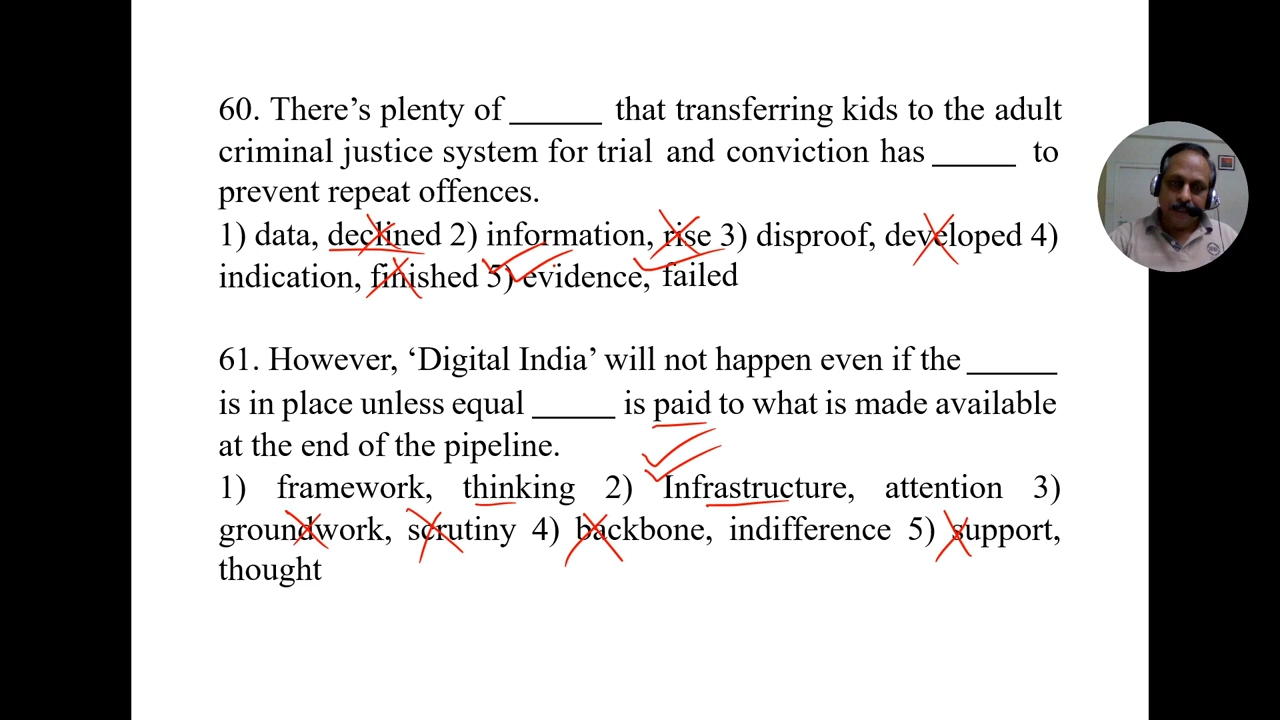 60. There’s plenty of ______ that transferring kids to the adult
criminal justice system for trial and conviction has _____ to
prevent repeat offences.
1) data, declined 2) information, rise 3) disproof, developed 4)
indication, finished 5) evidence, failed
61. However, ‘Digital India’ will not happen even if the ______
is in place unless equal _____ is paid to what is made available
at the end of the pipeline.
1) framework, thinking 2) Infrastructure, attention 3)
groundwork, scrutiny 4) backbone, indifference 5) support,
thought